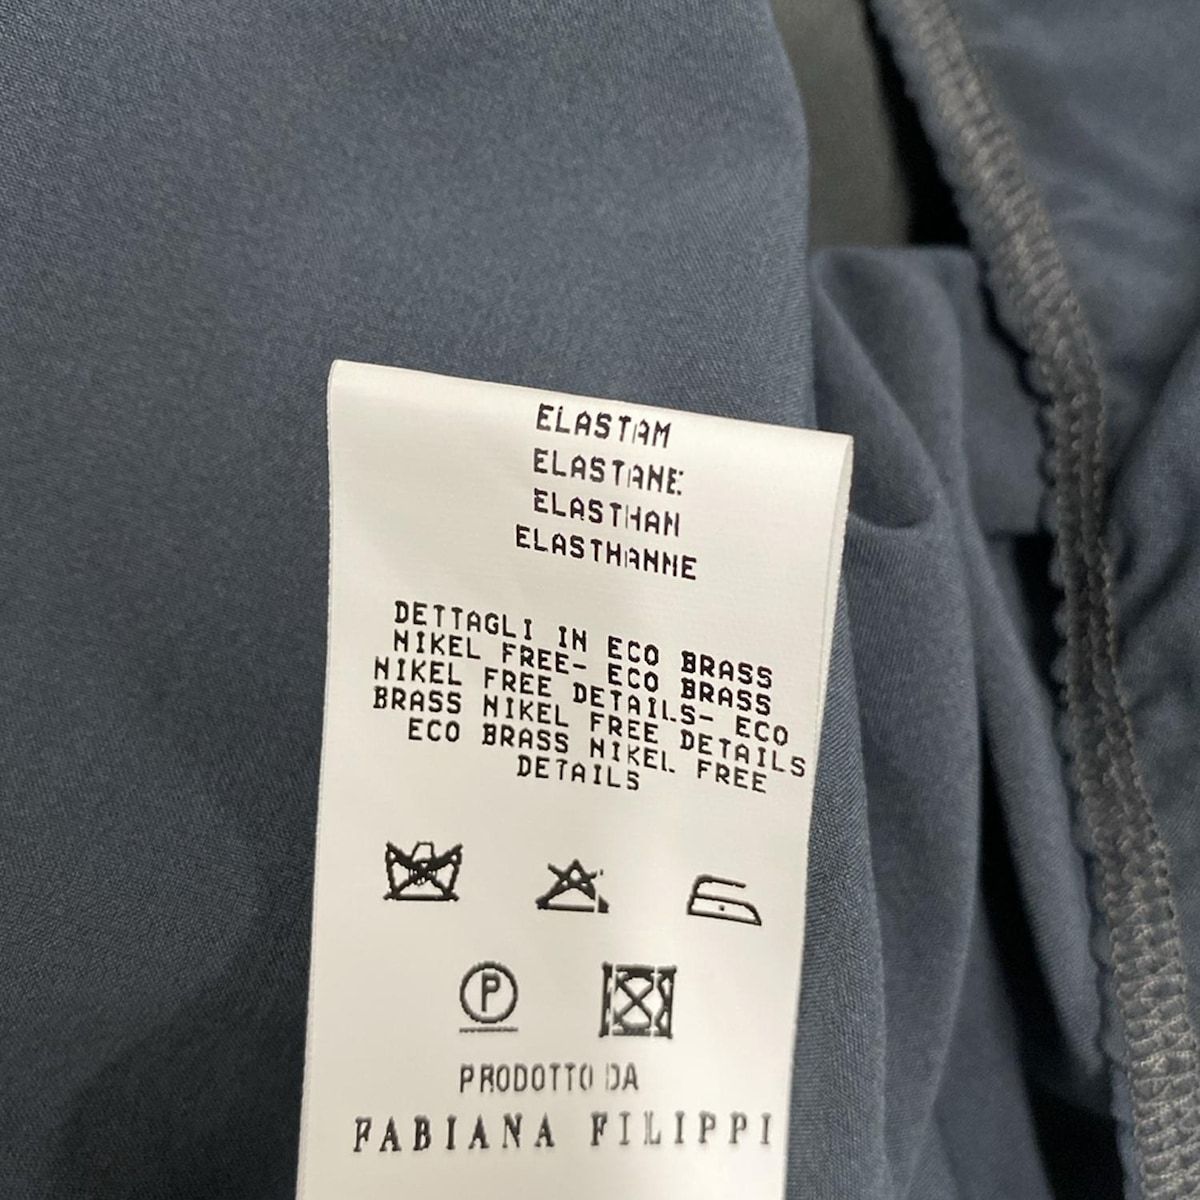 ELASTAM
ELASTANE
ELASTHAN
ELASTHANNE
DETTAGLI IN ECO BRASS
NIKEL FREE- ECO BRASS
NIKEL FREE DETAILS- ECO
BRASS NIKEL FREE DETAILS
ECO BRASS NIKEL FREE
DETAILS
P
PRODOTTO DA
FABIANA FILIPPI